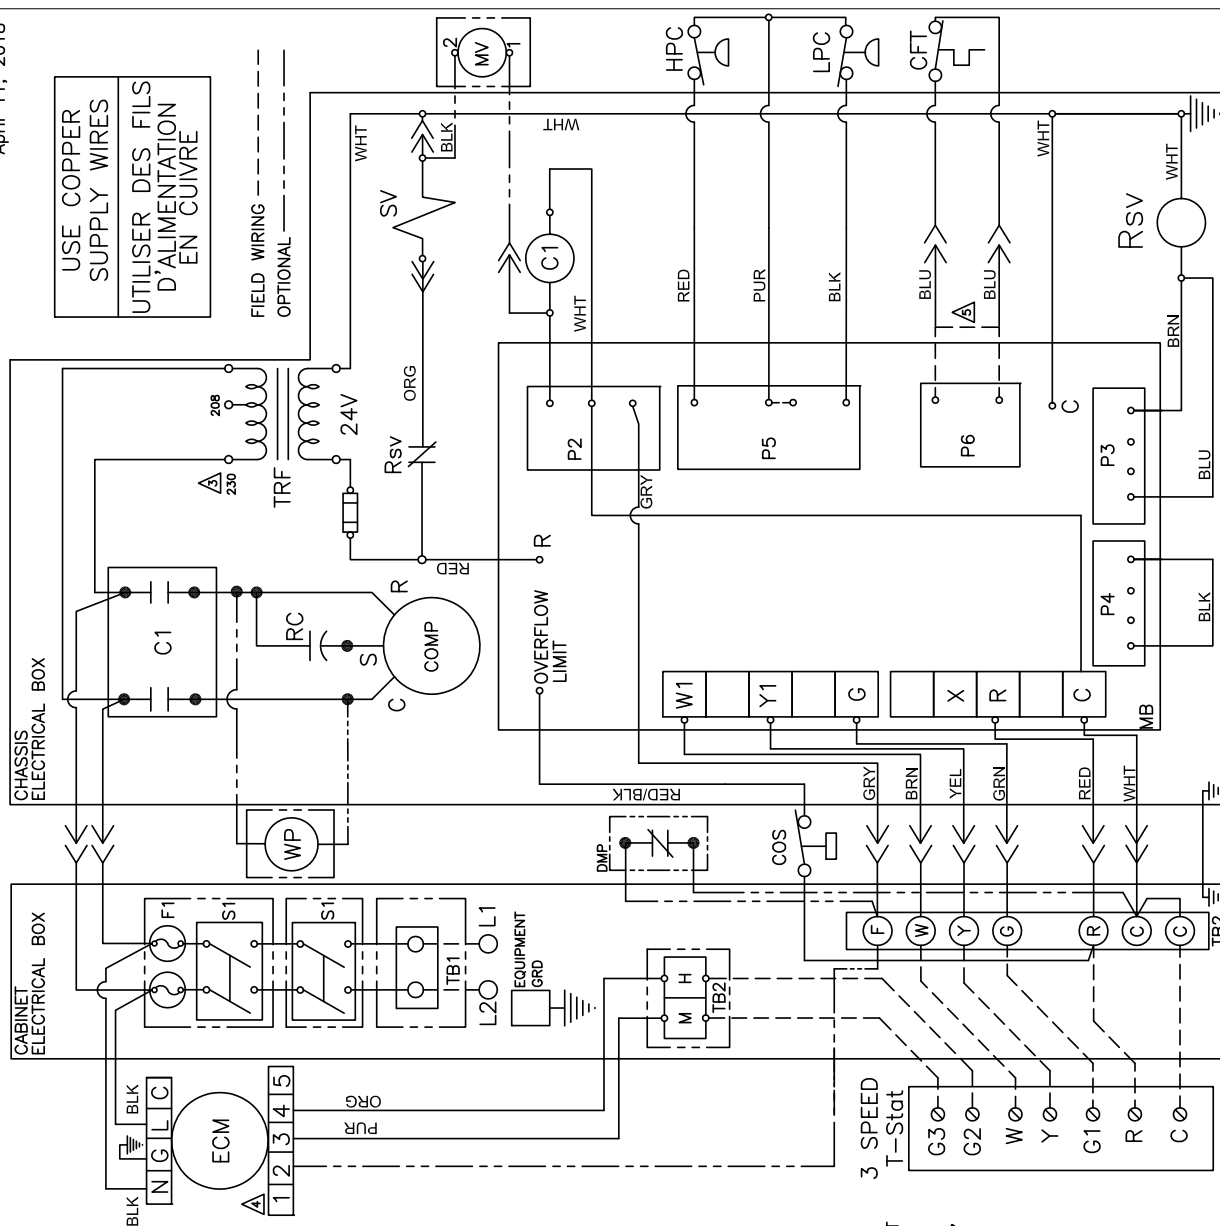 April 11, 2018
USE COPPER
SUPPLY WIRES
UTILISER DES FILS
D'ALIMENTATION
EN CUIVRE
FIELD WIRING
OPTIONAL
2
MV
1
HPC
LPC
CFT
WHT
BLK
WHT
SV
C1
WHT
RED
PUR
BLK
BLU
BLU
5
WHT
WHT
Rsv
BRN
208
3
230
TRF
24V
ORG
Rsv
RED
R
P2
GRY
P5
P6
C
P3
BLU
P4
BLK
CHASSIS
ELECTRICAL BOX
C1
RC
R
S
C
COMP
OVERFLOW
LIMIT
W1
Y1
G
X
R
C
MB
RED/BLK
GRY
BRN
YEL
GRN
RED
WHT
WP
DMP
COS
CABINET
ELECTRICAL BOX
F1
S1
S1
TB1
L1
L2
EQUIPMENT
GRD
H
M
TB2
F
W
Y
G
R
C
C
TB2
BLK
BLK
N
G
L
C
ECM
4
1
2
3
4
5
ORG
PUR
3 SPEED
T-Stat
G3
G2
W
Y
G1
R
C